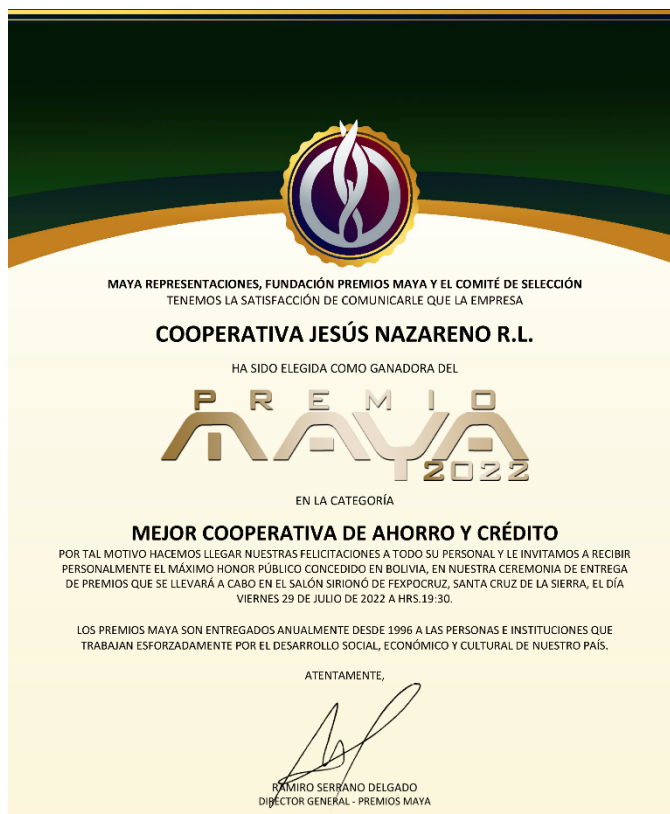 MAYA REPRESENTACIONES, FUNDACIÓN PREMIOS MAYA Y EL COMITÉ DE SELECCIÓN
TENEMOS LA SATISFACCIÓN DE COMUNICARLE QUE LA EMPRESA
COOPERATIVA JESÚS NAZARENO R.L.
HA SIDO ELEGIDA COMO GANADORA DEL
PREMIO
MAYA
2022
EN LA CATEGORÍA
MEJOR COOPERATIVA DE AHORRO Y CRÉDITO
POR TAL MOTIVO HACEMOS LLEGAR NUESTRAS FELICITACIONES A TODO SU PERSONAL Y LE INVITAMOS A RECIBIR
PERSONALMENTE EL MÁXIMO HONOR PÚBLICO CONCEDIDO EN BOLIVIA, EN NUESTRA CEREMONIA DE ENTREGA
DE PREMIOS QUE SE LLEVARÁ A CABO EN EL SALÓN SIRIONÓ DE FEXPOCRUZ, SANTA CRUZ DE LA SIERRA, EL DÍA
VIERNES 29 DE JULIO DE 2022 A HRS.19:30.
LOS PREMIOS MAYA SON ENTREGADOS ANUALMENTE DESDE 1996 A LAS PERSONAS E INSTITUCIONES QUE
TRABAJAN ESFORZADAMENTE POR EL DESARROLLO SOCIAL, ECONÓMICO Y CULTURAL DE NUESTRO PAÍS.
ATENTAMENTE,
RAMIRO SERRANO DELGADO
DIRECTOR GENERAL - PREMIOS MAYA